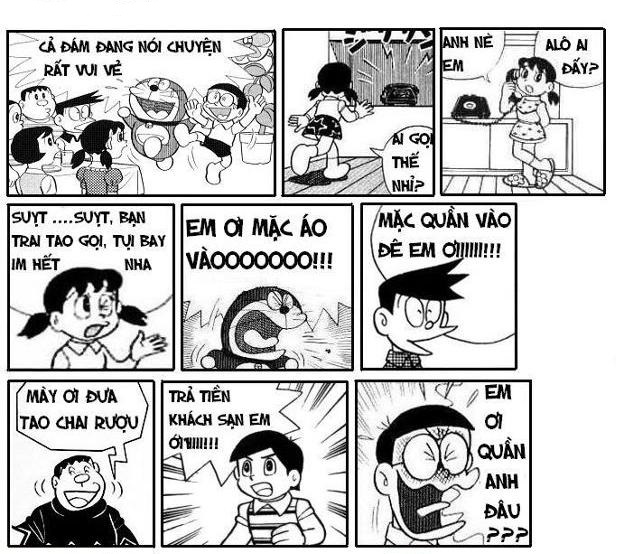 CẢ ĐÁM ĐANG NÓI CHUYỆN
RẤT VUI VẺ
AI GỌI
THẾ
NHỈ?
ANH NÈ
EM
ALÔ AI
ĐẤY?
SUỴT ....SUỴT, BẠN
TRAI TAO GỌI, TỤI BAY
IM HẾT NHA
EM ƠI MẶC ÁO
VÀOOOOOOO!!!
MẶC QUẦN VÀO
ĐÊ EM ƠIIIIIII!!!
MÀY ƠI ĐƯA
TAO CHAI RƯỢU
TRẢ TIỀN
KHÁCH SẠN EM
ƠIIIIII!!!
EM
ƠI
QUẦN
ANH
ĐÂU
???